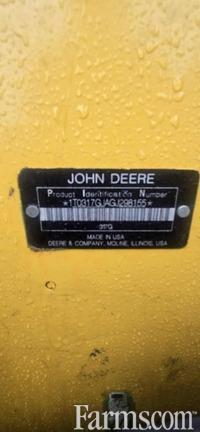 JOHN DEERE
Product Identification Number
*1T0317GJAGJ298155*
317G
MADE IN USA
DEERE & COMPANY, MOLINE, ILLINOIS, USA
Farms.com